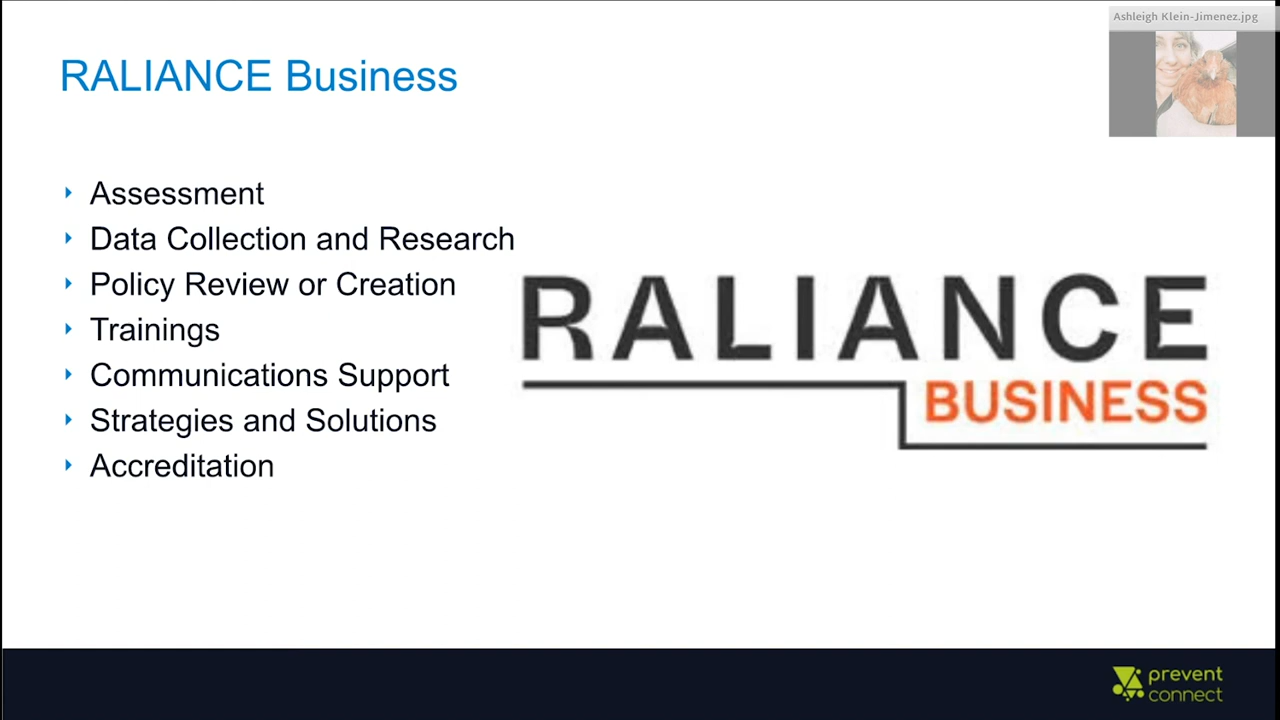 Ashleigh Klein-Jimenez.jpg
RALIANCE Business
Assessment
Data Collection and Research
Policy Review or Creation
Trainings
Communications Support
Strategies and Solutions
Accreditation
RALIANCE
BUSINESS
prevent
connect